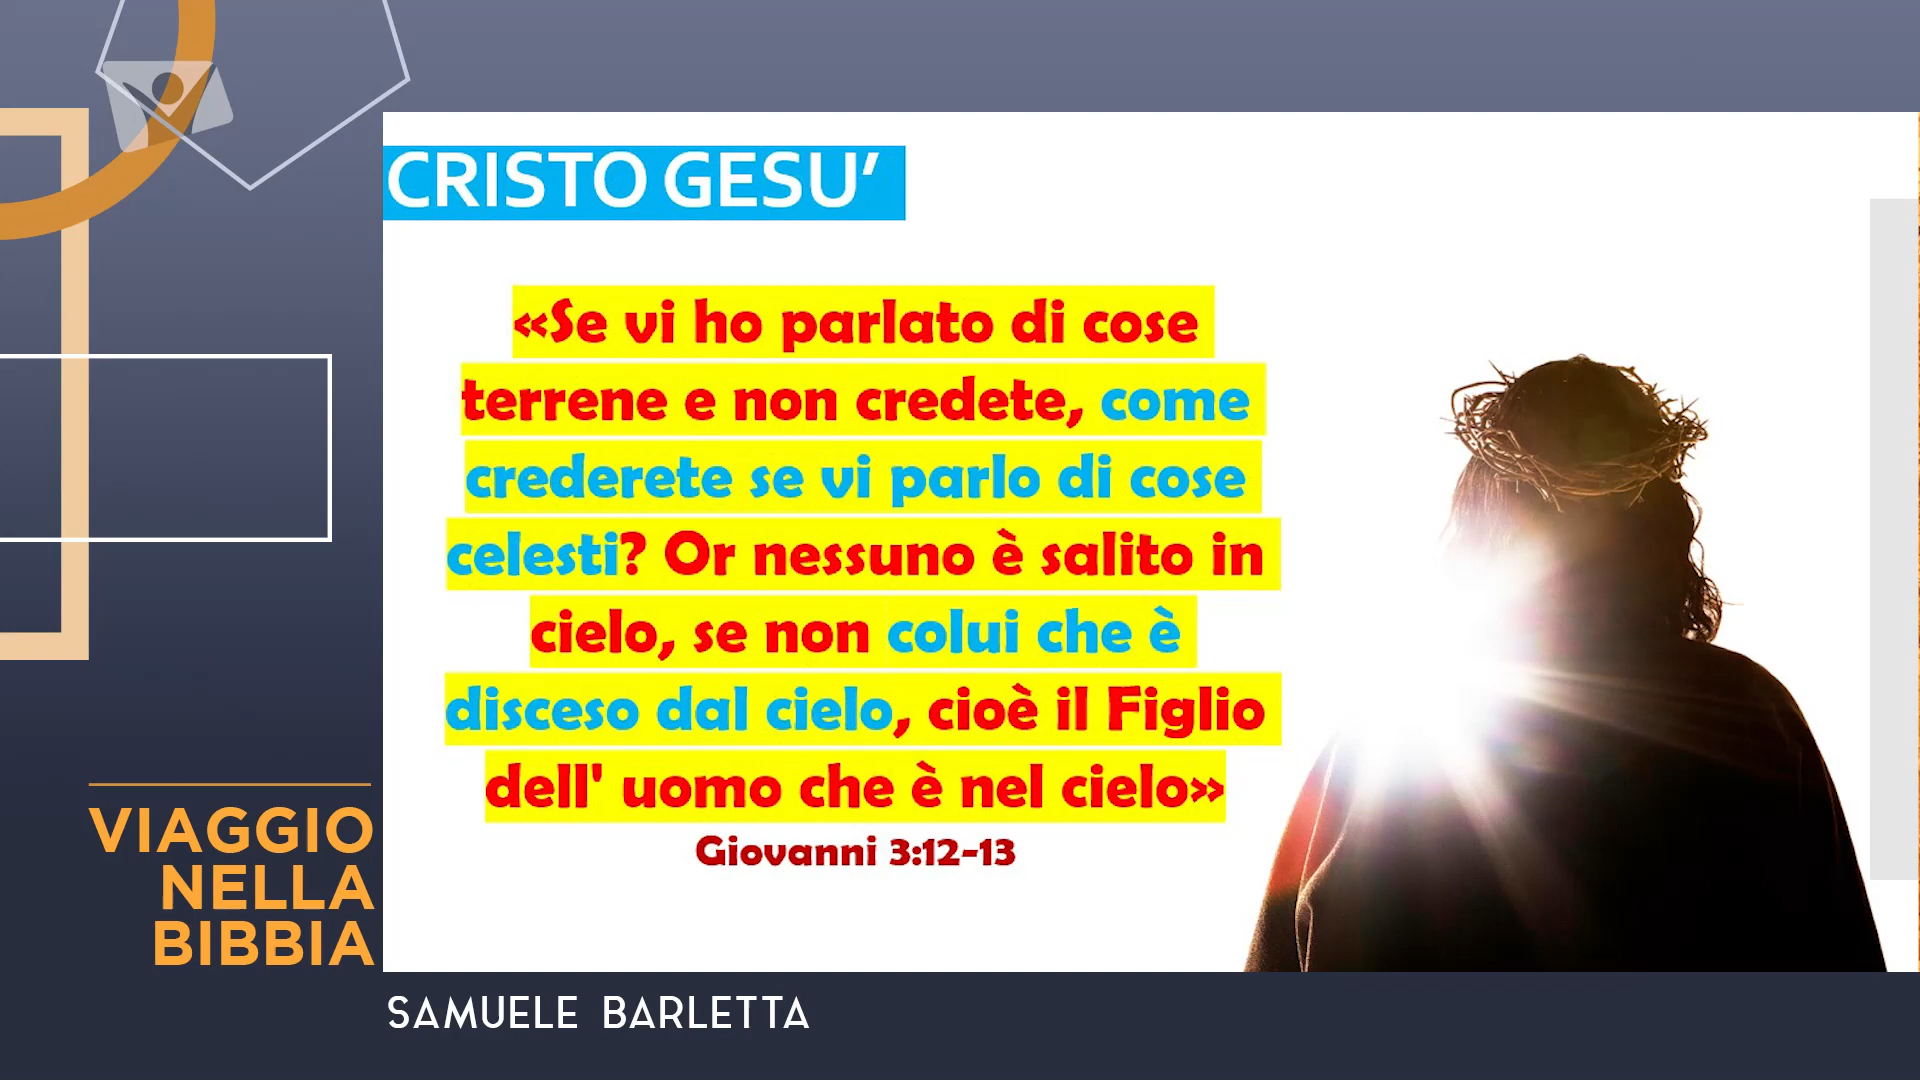 CRISTO GESU’
«Se vi ho parlato di cose
terrene e non credete, come
crederete se vi parlo di cose
celesti? Or nessuno è salito in
cielo, se non colui che è
disceso dal cielo, cioè il Figlio
dell' uomo che è nel cielo»
Giovanni 3:12-13
VIAGGIO
NELLA
BIBBIA
SAMUELE BARLETTA